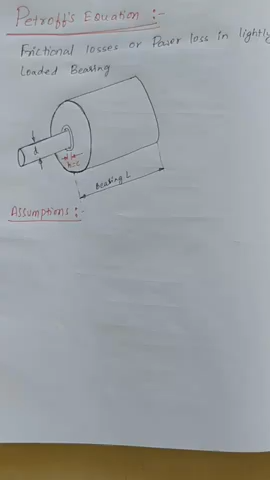 Petroff's Equation :-
Frictional losses or Power loss in lightly
Loaded Bearing
d
h=c
Bearing L
Assumptions :-